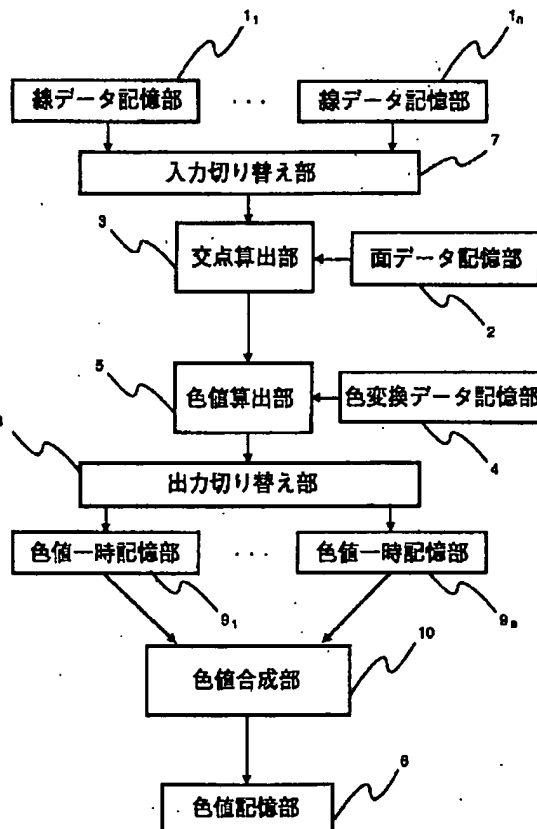 1₁ 1ₙ
線データ記憶部 ・・・ 線データ記憶部
7
入力切り替え部
3
交点算出部 面データ記憶部
2
5
色値算出部 色変換データ記憶部
4
出力切り替え部
色値一時記憶部 ・・・ 色値一時記憶部
9₁ 9ₙ
10
色値合成部
6
色値記憶部